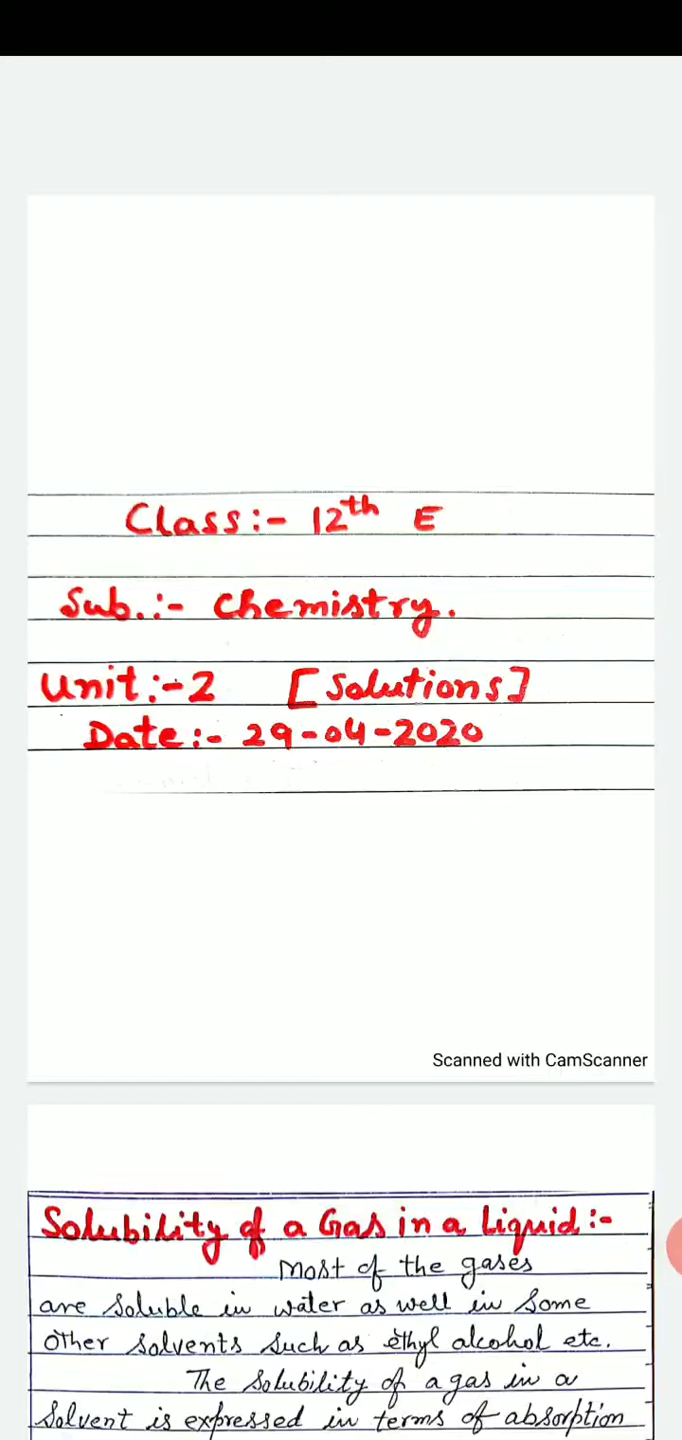 Class:- 12th E
Sub.:- Chemistry.
Unit:-2 [Solutions]
Date:- 29-04-2020
Scanned with CamScanner
Solubility of a Gas in a Liquid:-
Most of the gases
are soluble in water as well in some
other solvents such as ethyl alcohol etc.
The solubility of a gas in a
solvent is expressed in terms of absorption